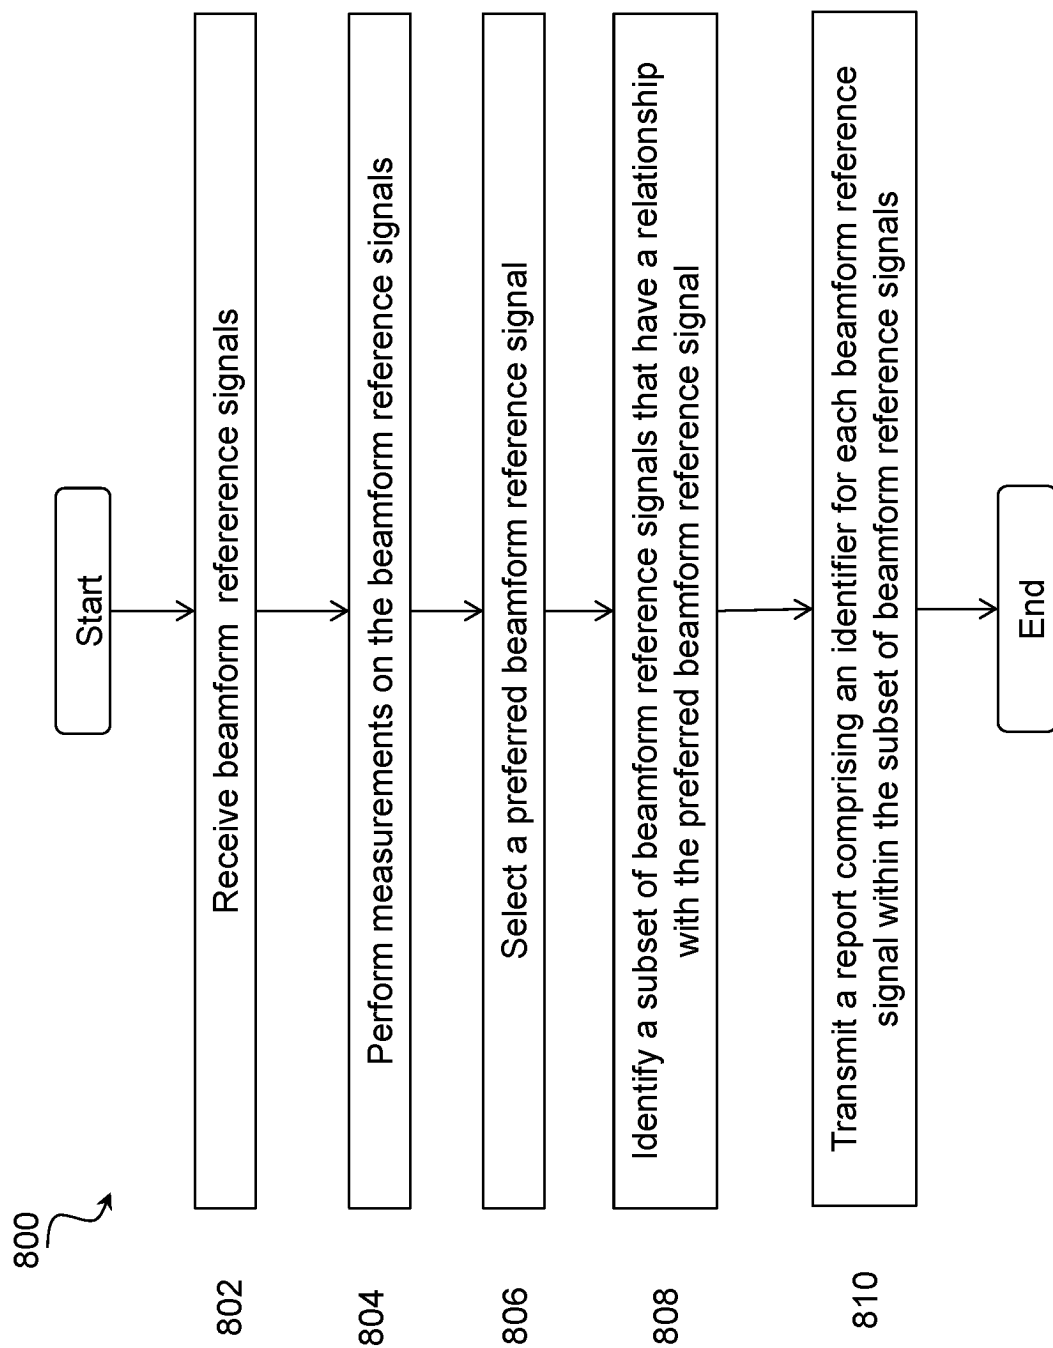 800
Start
802
Receive beamform refererence signals
804
Perform measurements on the beamform reference signals
806
Select a preferred beamform reference signal
808
Identify a subset of beamform reference signals that have a relationship
with the preferred beamform reference signal
810
Transmit a report comprising an identifier for each beamform reference
signal within the subset of beamform reference signals
End